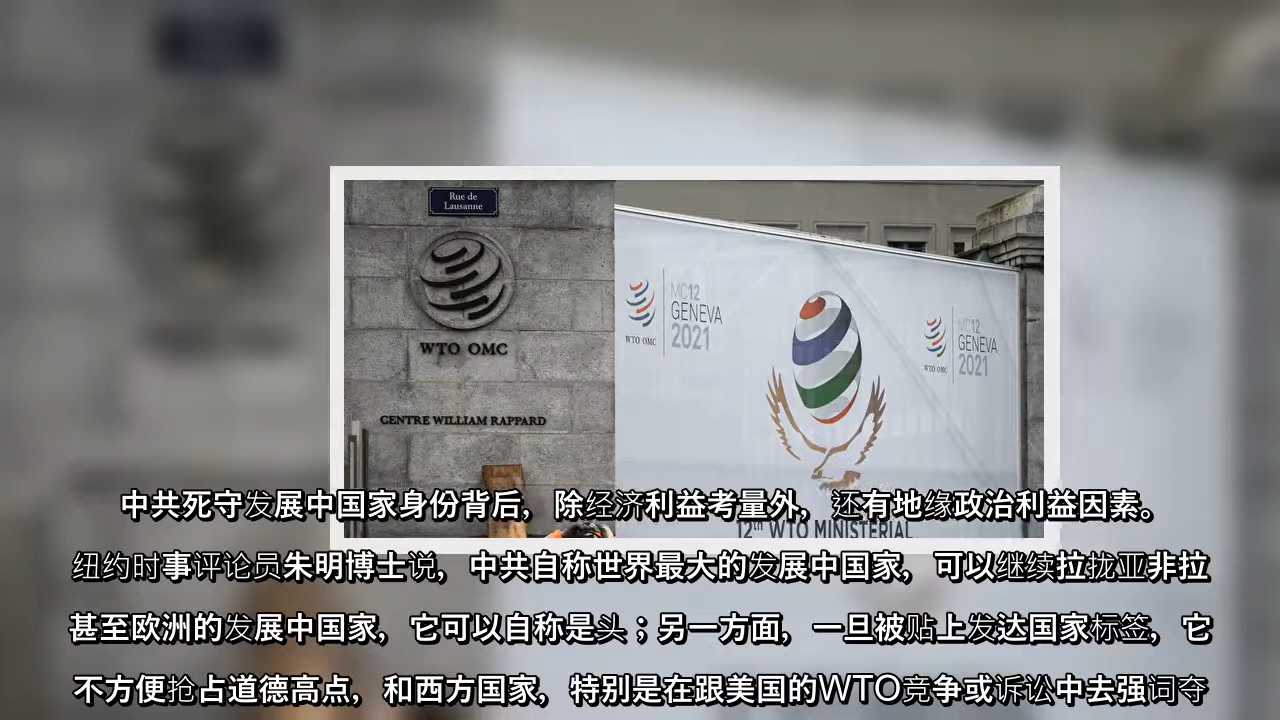 Rue de
Lausanne
WTO OMC
CENTRE WILLIAM RAPPARD
MC12
GENEVA
2021
WTO OMC
MC12
GENEVA
2021
WTO OMC
12th WTO MINISTERIAL
中共死守发展中国家身份背后，除经济利益考量外，还有地缘政治利益因素。
纽约时事评论员朱明博士说，中共自称世界最大的发展中国家，可以继续拉拢亚非拉
甚至欧洲的发展中国家，它可以自称是头；另一方面，一旦被贴上发达国家标签，它
不方便抢占道德高点，和西方国家，特别是在跟美国的WTO竞争或诉讼中去强词夺